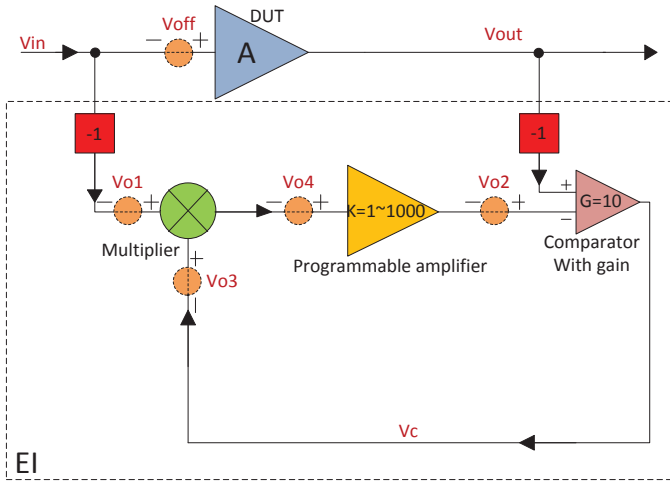 DUT
Voff
Vin
Vout
− +
A
-1
-1
Vo1
Vo4
Vo2
− +
− +
− +
+
−
K=1~1000
G=10
Multiplier
Programmable amplifier
Comparator
With gain
+
Vo3
−
Vc
EI